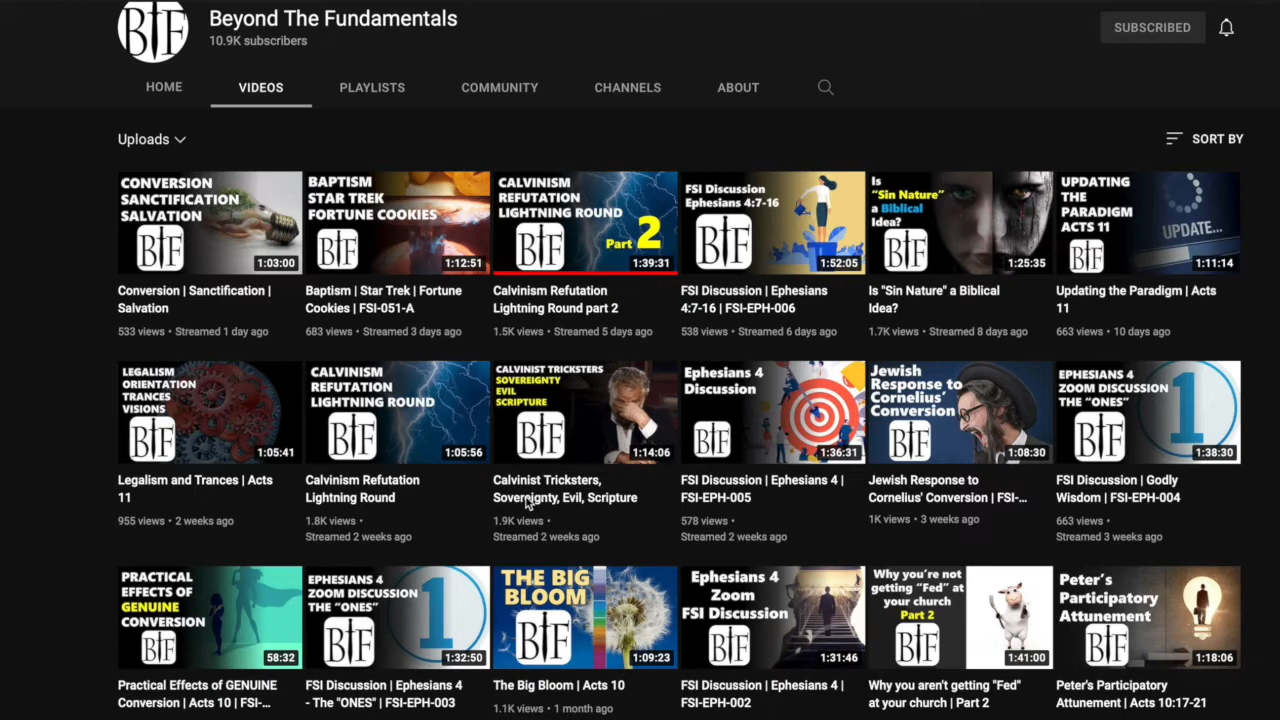 BTF
Beyond The Fundamentals
10.9K subscribers
SUBSCRIBED
HOME
VIDEOS
PLAYLISTS
COMMUNITY
CHANNELS
ABOUT
Uploads
SORT BY
CONVERSION
SANCTIFICATION
SALVATION
BTF
1:03:00
Conversion | Sanctification |
Salvation
533 views • Streamed 1 day ago
BAPTISM
STAR TREK
FORTUNE COOKIES
BTF
1:12:51
Baptism | Star Trek | Fortune
Cookies | FSI-051-A
683 views • Streamed 3 days ago
CALVINISM
REFUTATION
LIGHTNING ROUND
Part 2
BTF
1:39:31
Calvinism Refutation
Lightning Round part 2
1.5K views • Streamed 5 days ago
FSI Discussion
Ephesians 4:7-16
BTF
1:52:05
FSI Discussion | Ephesians
4:7-16 | FSI-EPH-006
538 views • Streamed 6 days ago
Is
"Sin Nature"
a Biblical
Idea?
BTF
1:25:35
Is "Sin Nature" a Biblical
Idea?
1.7K views • Streamed 8 days ago
UPDATING
THE
PARADIGM
ACTS 11
BTF
UPDATE...
1:11:14
Updating the Paradigm | Acts
11
663 views • 10 days ago
LEGALISM
ORIENTATION
TRANCES
VISIONS
BTF
1:05:41
Legalism and Trances | Acts
11
955 views • 2 weeks ago
CALVINISM
REFUTATION
LIGHTNING ROUND
BTF
1:05:56
Calvinism Refutation
Lightning Round
1.8K views •
Streamed 2 weeks ago
CALVINIST TRICKSTERS
SOVEREIGNTY
EVIL
SCRIPTURE
BTF
1:14:06
Calvinist Tricksters,
Sovereignty, Evil, Scripture
1.9K views •
Streamed 2 weeks ago
Ephesians 4
Discussion
BTF
1:36:31
FSI Discussion | Ephesians 4 |
FSI-EPH-005
578 views •
Streamed 2 weeks ago
Jewish
Response to
Cornelius'
Conversion
BTF
1:08:30
Jewish Response to
Cornelius' Conversion | FSI-...
1K views • 3 weeks ago
EPHESIANS 4
ZOOM DISCUSSION
THE "ONES"
1
BTF
1:38:30
FSI Discussion | Godly
Wisdom | FSI-EPH-004
663 views •
Streamed 3 weeks ago
PRACTICAL
EFFECTS OF
GENUINE
CONVERSION
BTF
58:32
Practical Effects of GENUINE
Conversion | Acts 10 | FSI-...
EPHESIANS 4
ZOOM DISCUSSION
THE "ONES"
1
BTF
1:32:50
FSI Discussion | Ephesians 4
- The "ONES" | FSI-EPH-003
THE BIG
BLOOM
BTF
1:09:23
The Big Bloom | Acts 10
1.1K views • 1 month ago
Ephesians 4
Zoom
FSI Discussion
BTF
1:31:46
FSI Discussion | Ephesians 4 |
FSI-EPH-002
Why you're not
getting "Fed" at
your church
Part 2
BTF
1:41:00
Why you aren't getting "Fed"
at your church | Part 2
Peter's
Participatory
Attunement
BTF
1:18:06
Peter's Participatory
Attunement | Acts 10:17-21